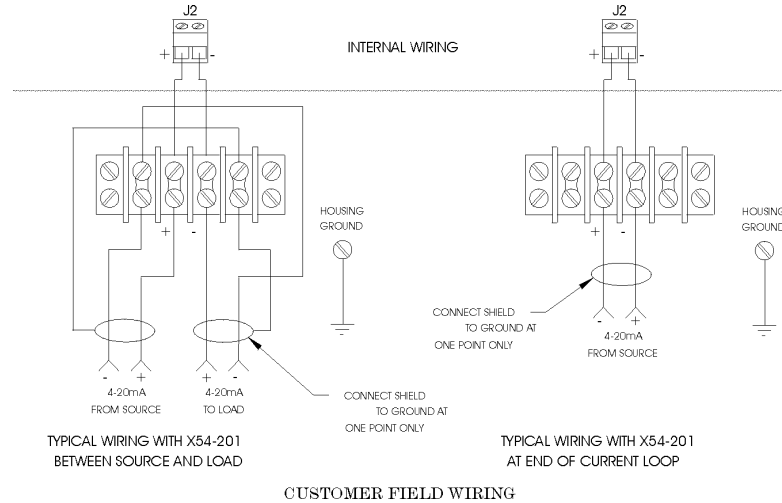 J2
J2
+
-
INTERNAL WIRING
+
-
+
-
HOUSING
GROUND
+
-
HOUSING
GROUND
CONNECT SHIELD
TO GROUND AT
ONE POINT ONLY
-
+
4-20mA
FROM SOURCE
-
+
+
-
4-20mA
FROM SOURCE
4-20mA
TO LOAD
CONNECT SHIELD
TO GROUND AT
ONE POINT ONLY
TYPICAL WIRING WITH X54-201
BETWEEN SOURCE AND LOAD
TYPICAL WIRING WITH X54-201
AT END OF CURRENT LOOP
CUSTOMER FIELD WIRING